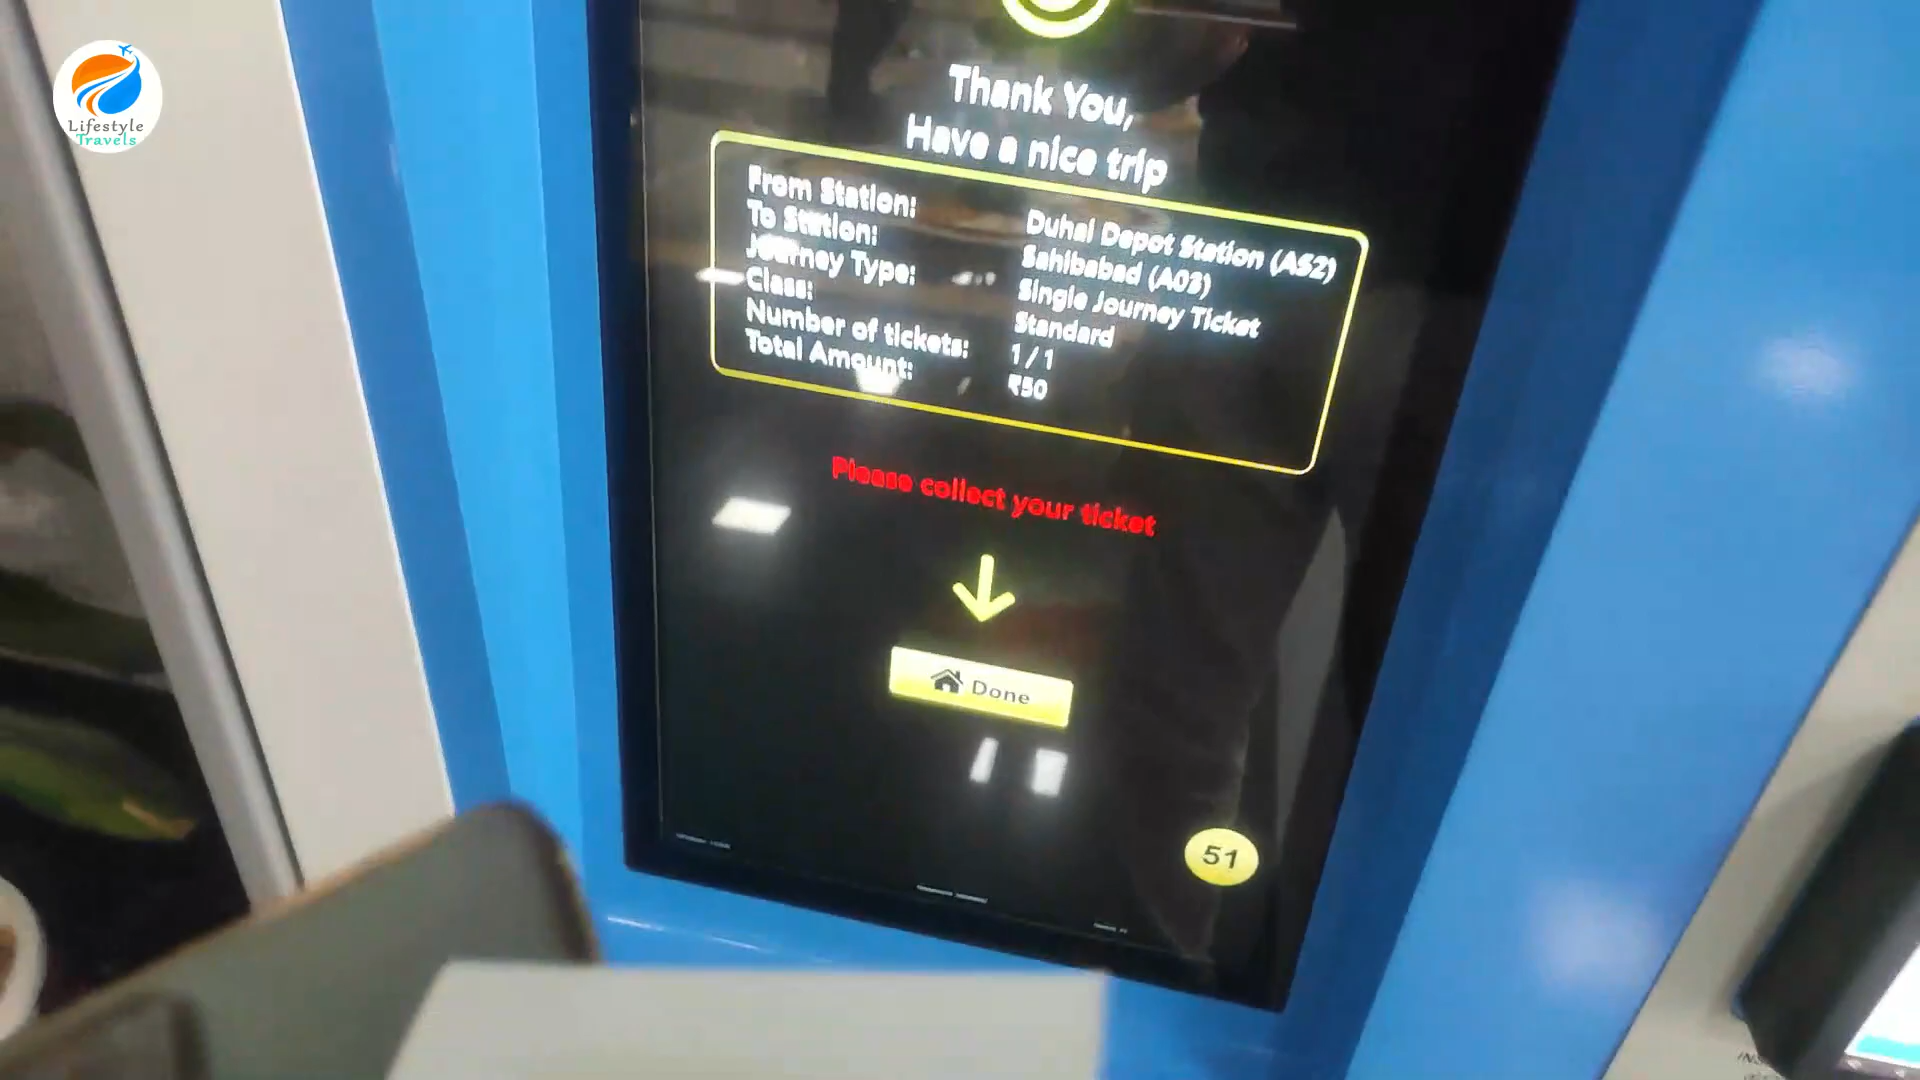 Lifestyle
Travels
Thank You,
Have a nice trip
From Station: Duhai Depot Station (AS2)
To Station: Sahibabad (A03)
Journey Type: Single Journey Ticket
Class: Standard
Number of tickets: 1 / 1
Total Amount: ₹50
Please collect your ticket
Done
51